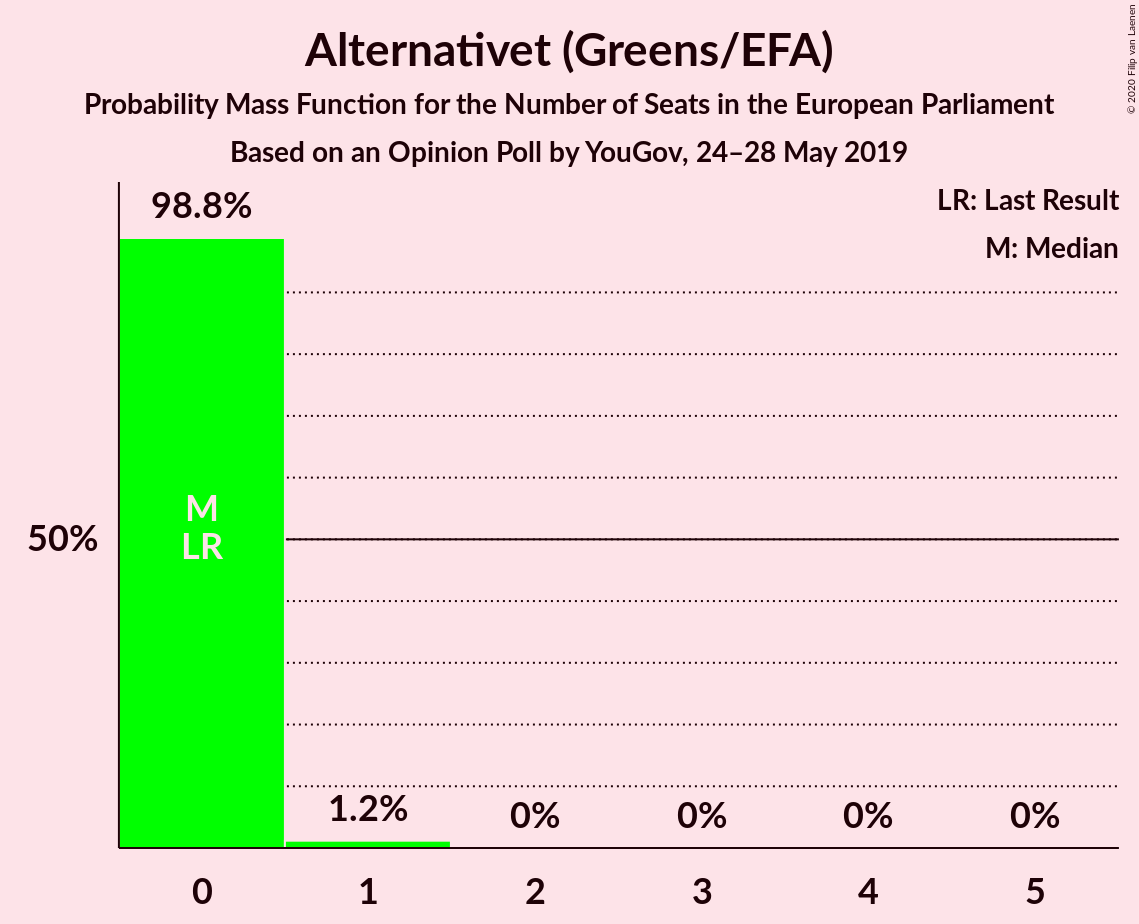 Alternativet (Greens/EFA)
Probability Mass Function for the Number of Seats in the European Parliament
Based on an Opinion Poll by YouGov, 24–28 May 2019
© 2020 Filip van Laenen
LR: Last Result
M: Median
98.8%
M
LR
50%
1.2%
0%
0%
0%
0%
0
1
2
3
4
5